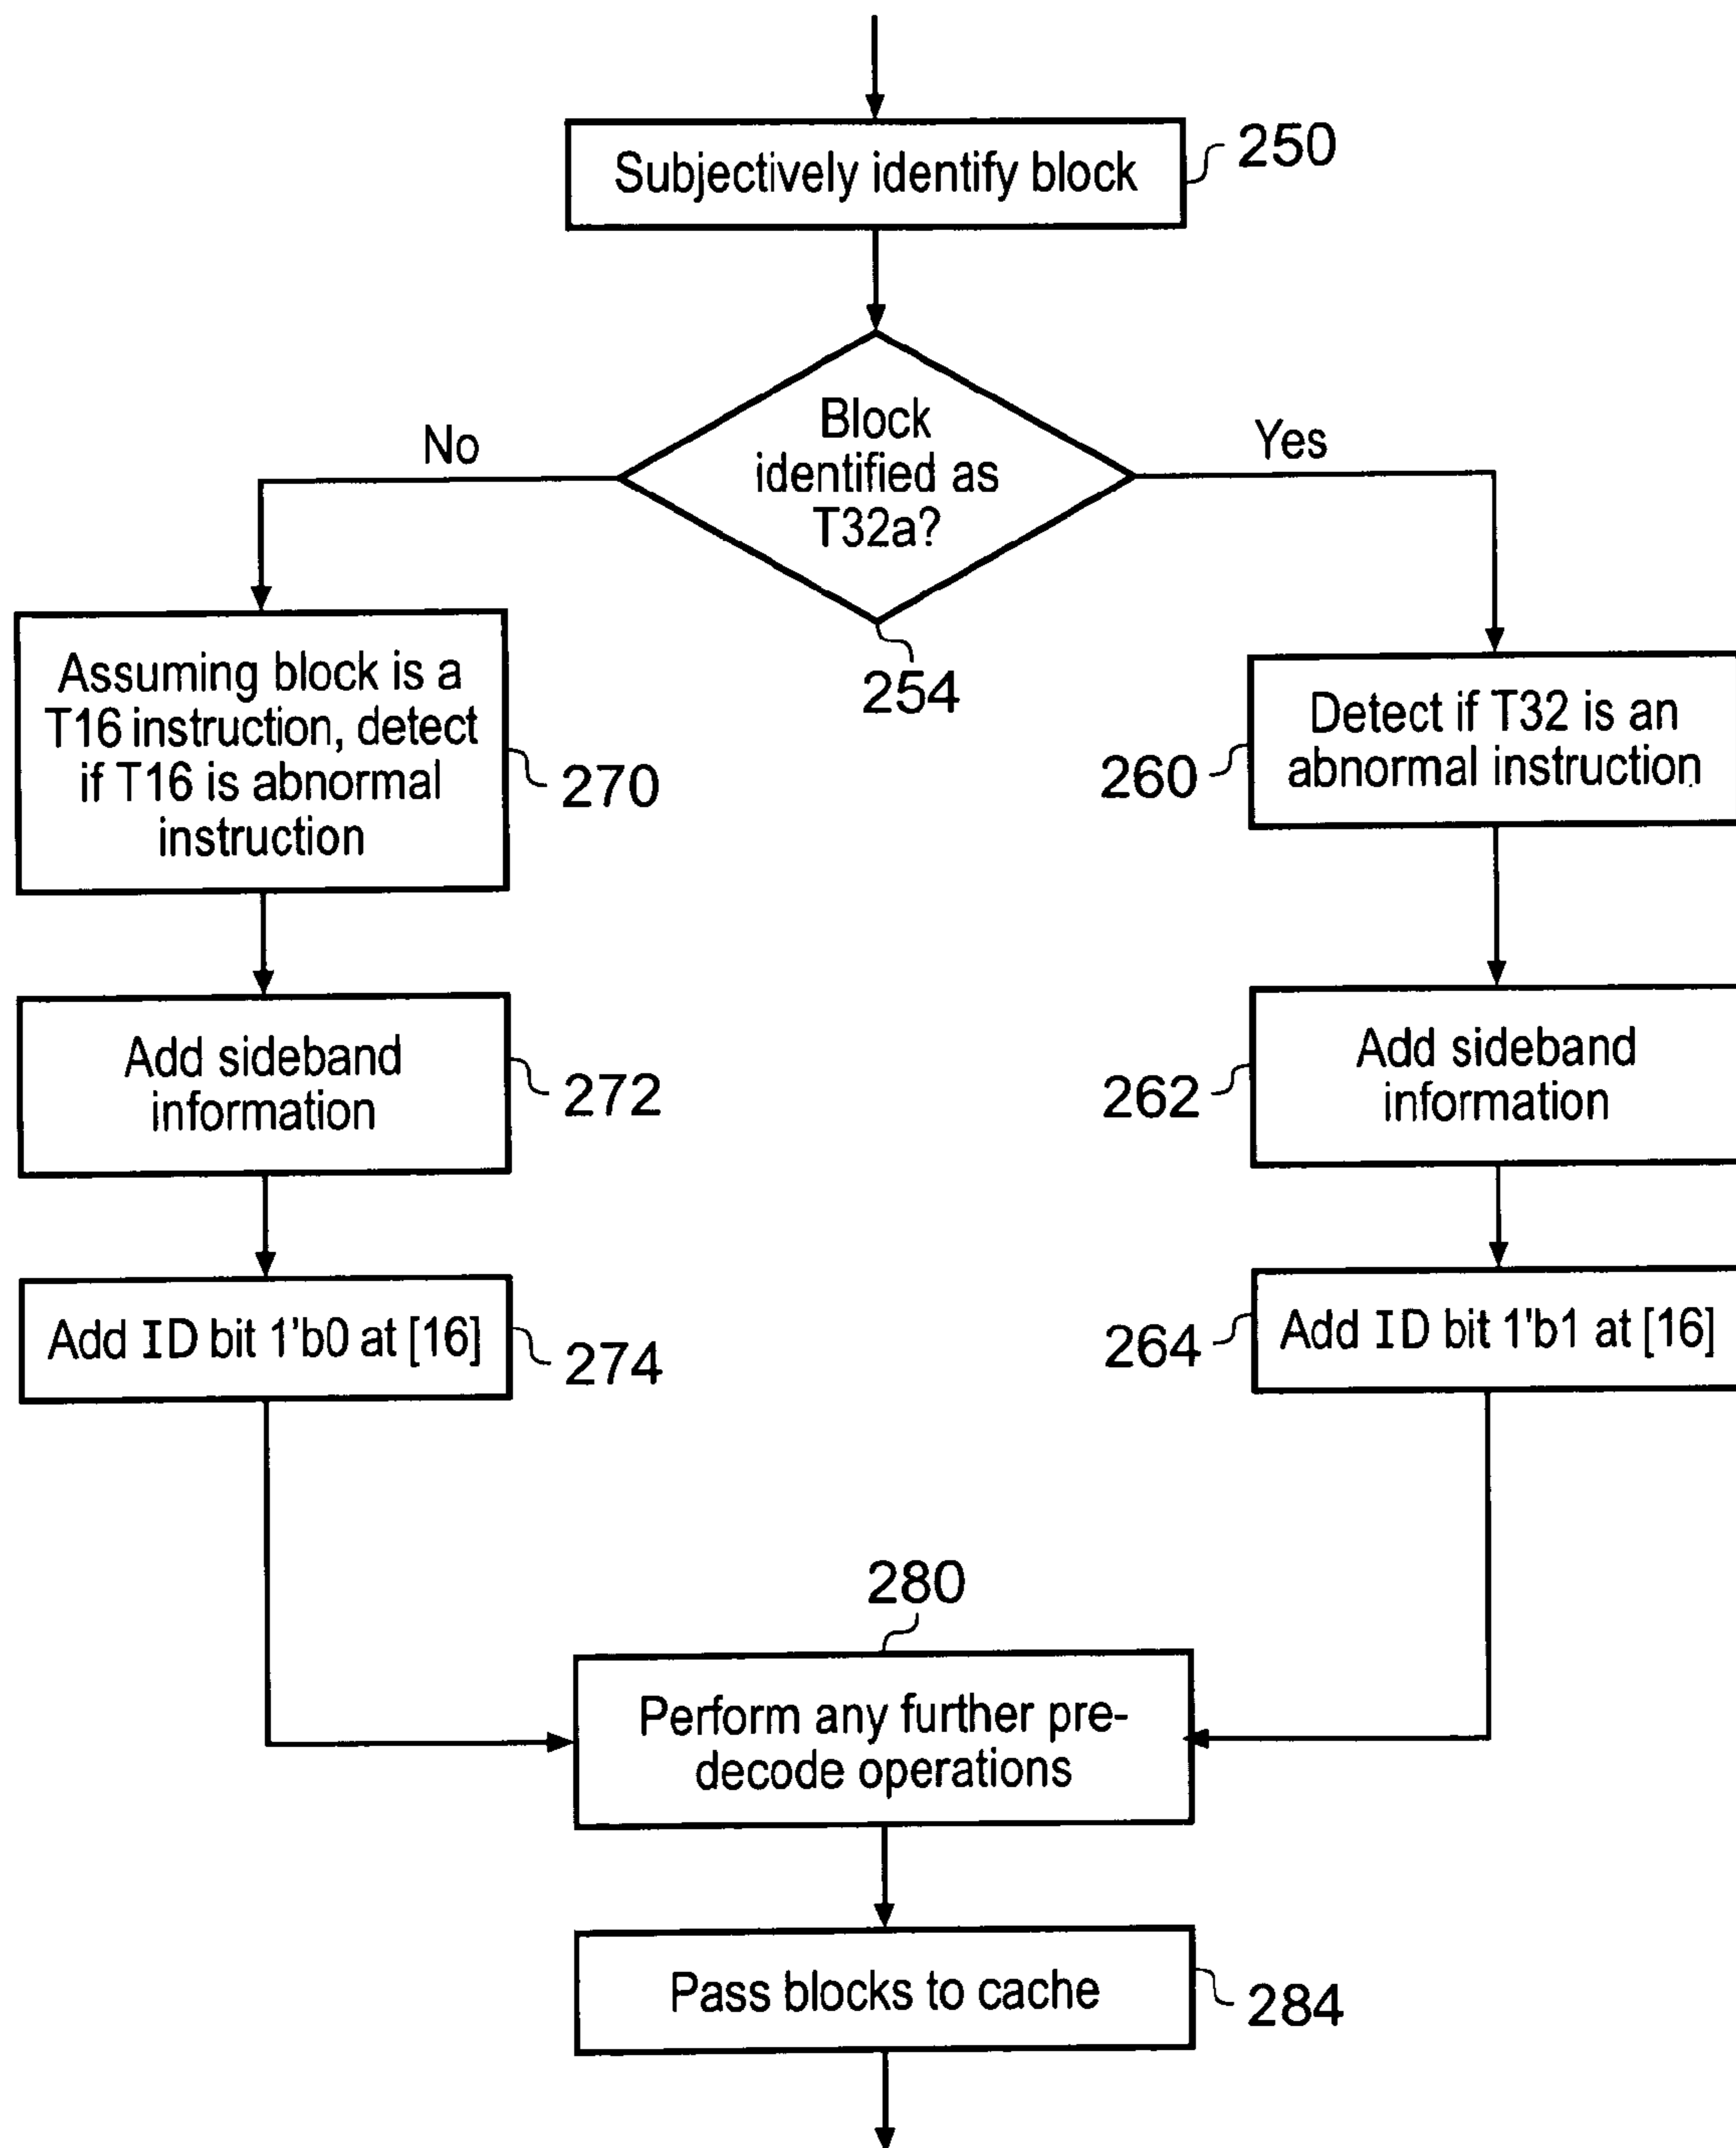 Subjectively identify block
250
Block
identified as
T32a?
No
Yes
254
Assuming block is a
T16 instruction, detect
if T16 is abnormal
instruction
270
Detect if T32 is an
abnormal instruction
260
Add sideband
information
272
Add sideband
information
262
Add ID bit 1'b0 at [16]
274
Add ID bit 1'b1 at [16]
264
280
Perform any further pre-
decode operations
Pass blocks to cache
284